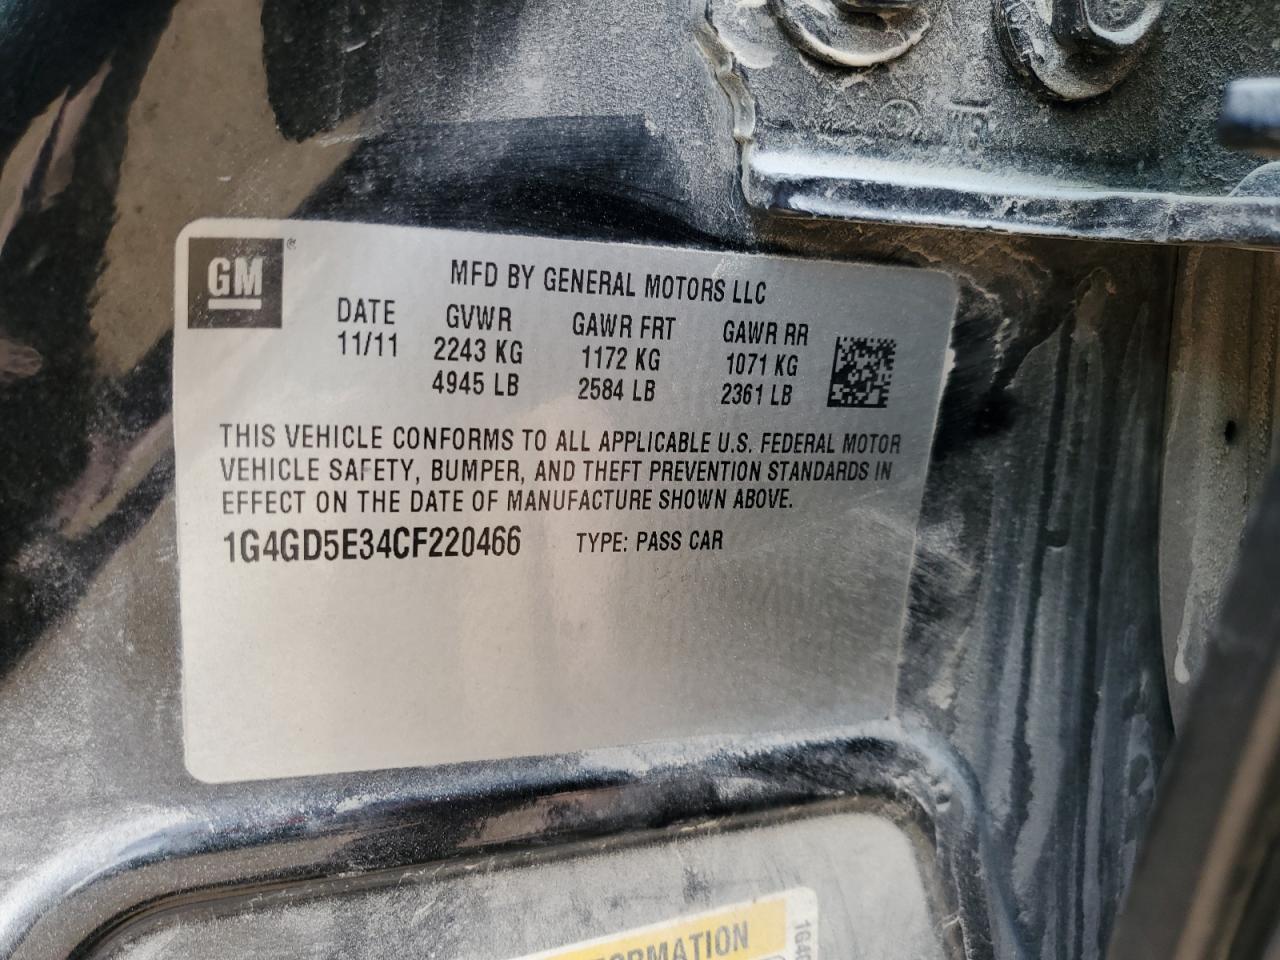 GM ®
MFD BY GENERAL MOTORS LLC
DATE GVWR GAWR FRT GAWR RR
11/11 2243 KG 1172 KG 1071 KG
4945 LB 2584 LB 2361 LB
THIS VEHICLE CONFORMS TO ALL APPLICABLE U.S. FEDERAL MOTOR
VEHICLE SAFETY, BUMPER, AND THEFT PREVENTION STANDARDS IN
EFFECT ON THE DATE OF MANUFACTURE SHOWN ABOVE.
1G4GD5E34CF220466 TYPE: PASS CAR